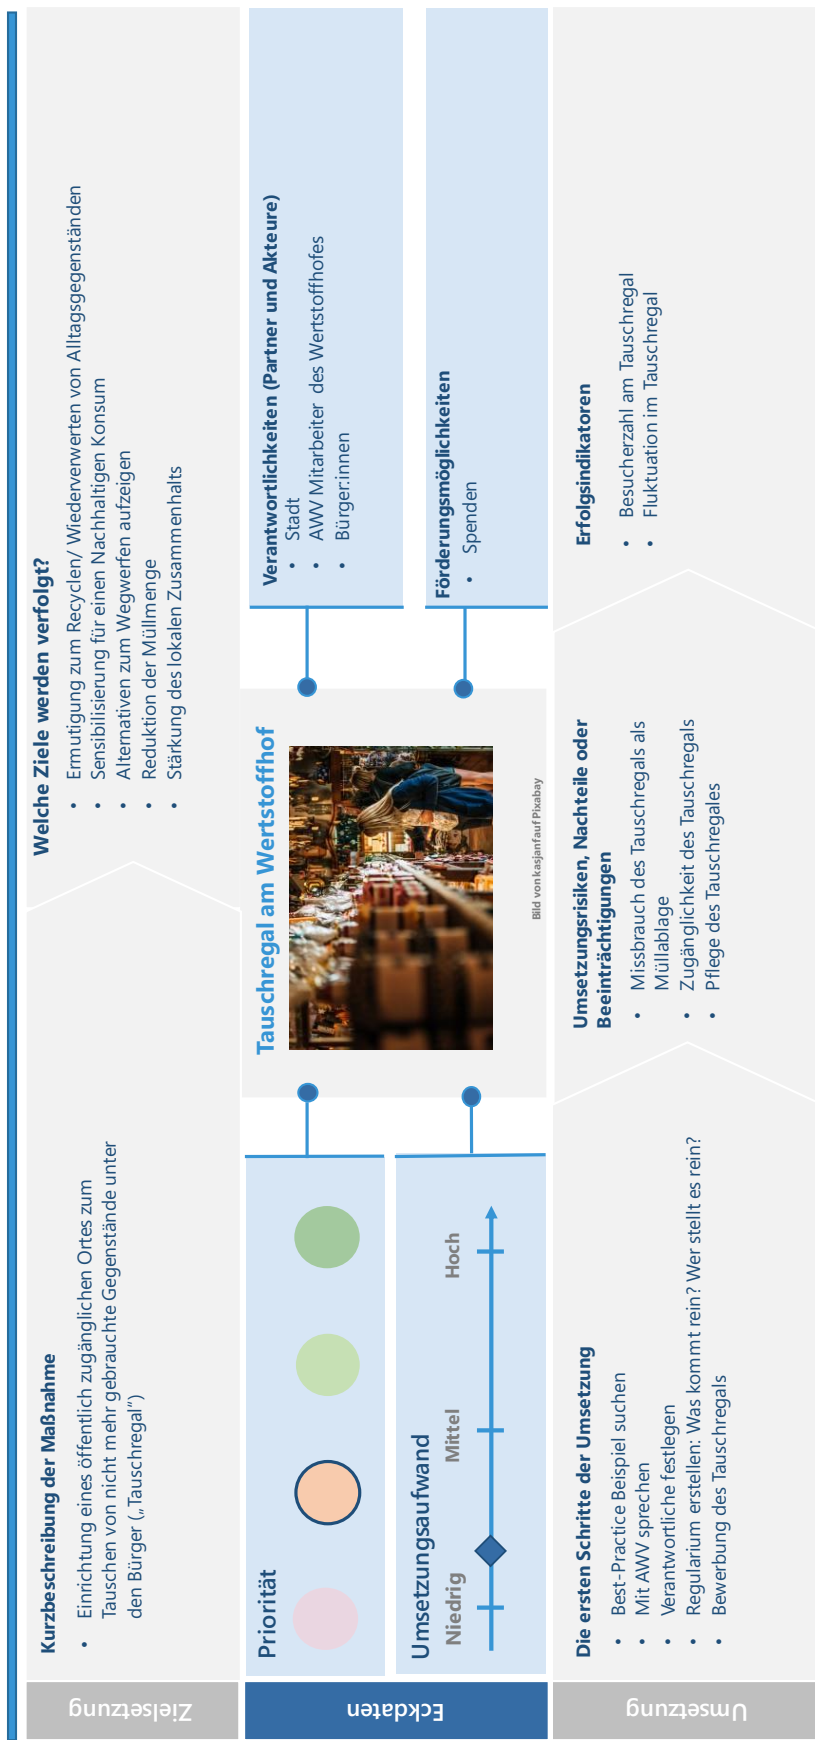 Zielsetzung
Kurzbeschreibung der Maßnahme
• Einrichtung eines öffentlich zugänglichen Ortes zum
Tauschen von nicht mehr gebrauchte Gegenstände unter
den Bürger („Tauschregal“)
Welche Ziele werden verfolgt?
• Ermutigung zum Recyclen/ Wiederverwerten von Alltagsgegenständen
• Sensibilisierung für einen Nachhaltigen Konsum
• Alternativen zum Wegwerfen aufzeigen
• Reduktion der Müllmenge
• Stärkung des lokalen Zusammenhalts
Eckdaten
Priorität
Umsetzungsaufwand
Niedrig
Mittel
Hoch
Tauschregal am Wertstoffhof
Bild von kasjanf auf Pixabay
Verantwortlichkeiten (Partner und Akteure)
• Stadt
• AWV Mitarbeiter des Wertstoffhofes
• Bürger:innen
Förderungsmöglichkeiten
• Spenden
Umsetzung
Die ersten Schritte der Umsetzung
• Best-Practice Beispiel suchen
• Mit AWV sprechen
• Verantwortliche festlegen
• Regularium erstellen: Was kommt rein? Wer stellt es rein?
• Bewerbung des Tauschregals
Umsetzungsrisiken, Nachteile oder
Beeinträchtigungen
• Missbrauch des Tauschregals als
Müllablage
• Zugänglichkeit des Tauschregals
• Pflege des Tauschregales
Erfolgsindikatoren
• Besucherzahl am Tauschregal
• Fluktuation im Tauschregal